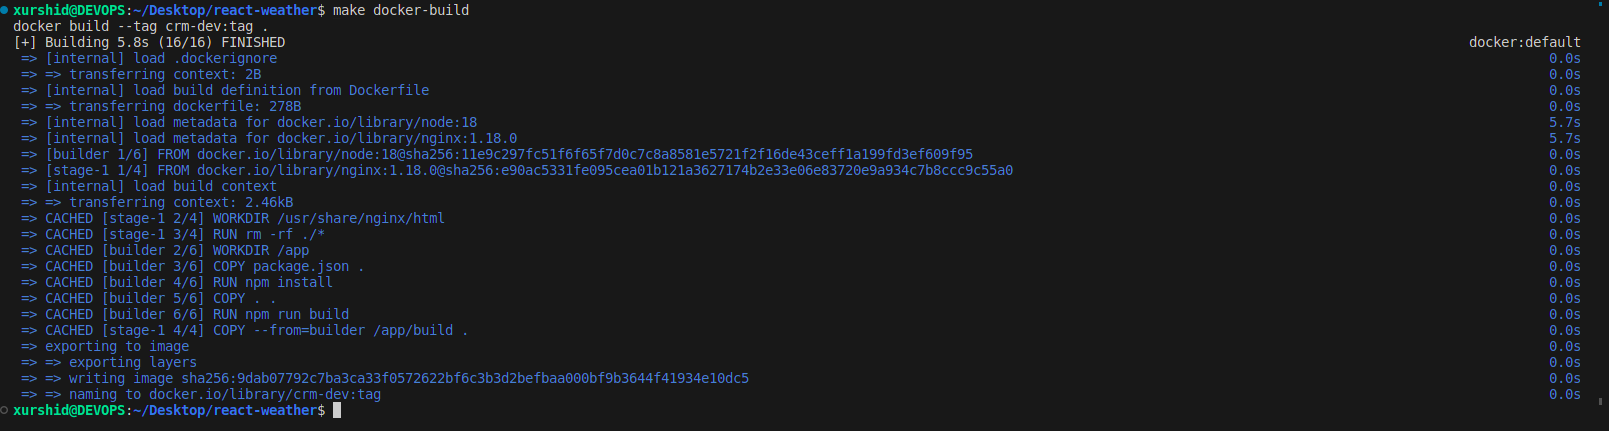 xurshid@DEVOPS:~/Desktop/react-weather$ make docker-build
docker build --tag crm-dev:tag .
[+] Building 5.8s (16/16) FINISHED docker:default
=> [internal] load .dockerignore 0.0s
=> => transferring context: 2B 0.0s
=> [internal] load build definition from Dockerfile 0.0s
=> => transferring dockerfile: 278B 0.0s
=> [internal] load metadata for docker.io/library/node:18 5.7s
=> [internal] load metadata for docker.io/library/nginx:1.18.0 5.7s
=> [builder 1/6] FROM docker.io/library/node:18@sha256:11e9c297fc51f6f65f7d0c7c8a8581e5721f2f16de43ceff1a199fd3ef609f95 0.0s
=> [stage-1 1/4] FROM docker.io/library/nginx:1.18.0@sha256:e90ac5331fe095cea01b121a3627174b2e33e06e83720e9a934c7b8ccc9c55a0 0.0s
=> [internal] load build context 0.0s
=> => transferring context: 2.46kB 0.0s
=> CACHED [stage-1 2/4] WORKDIR /usr/share/nginx/html 0.0s
=> CACHED [stage-1 3/4] RUN rm -rf ./* 0.0s
=> CACHED [builder 2/6] WORKDIR /app 0.0s
=> CACHED [builder 3/6] COPY package.json . 0.0s
=> CACHED [builder 4/6] RUN npm install 0.0s
=> CACHED [builder 5/6] COPY . . 0.0s
=> CACHED [builder 6/6] RUN npm run build 0.0s
=> CACHED [stage-1 4/4] COPY --from=builder /app/build . 0.0s
=> exporting to image 0.0s
=> => exporting layers 0.0s
=> => writing image sha256:9dab07792c7ba3ca33f0572622bf6c3b3d2befbaa000bf9b3644f41934e10dc5 0.0s
=> => naming to docker.io/library/crm-dev:tag 0.0s
xurshid@DEVOPS:~/Desktop/react-weather$